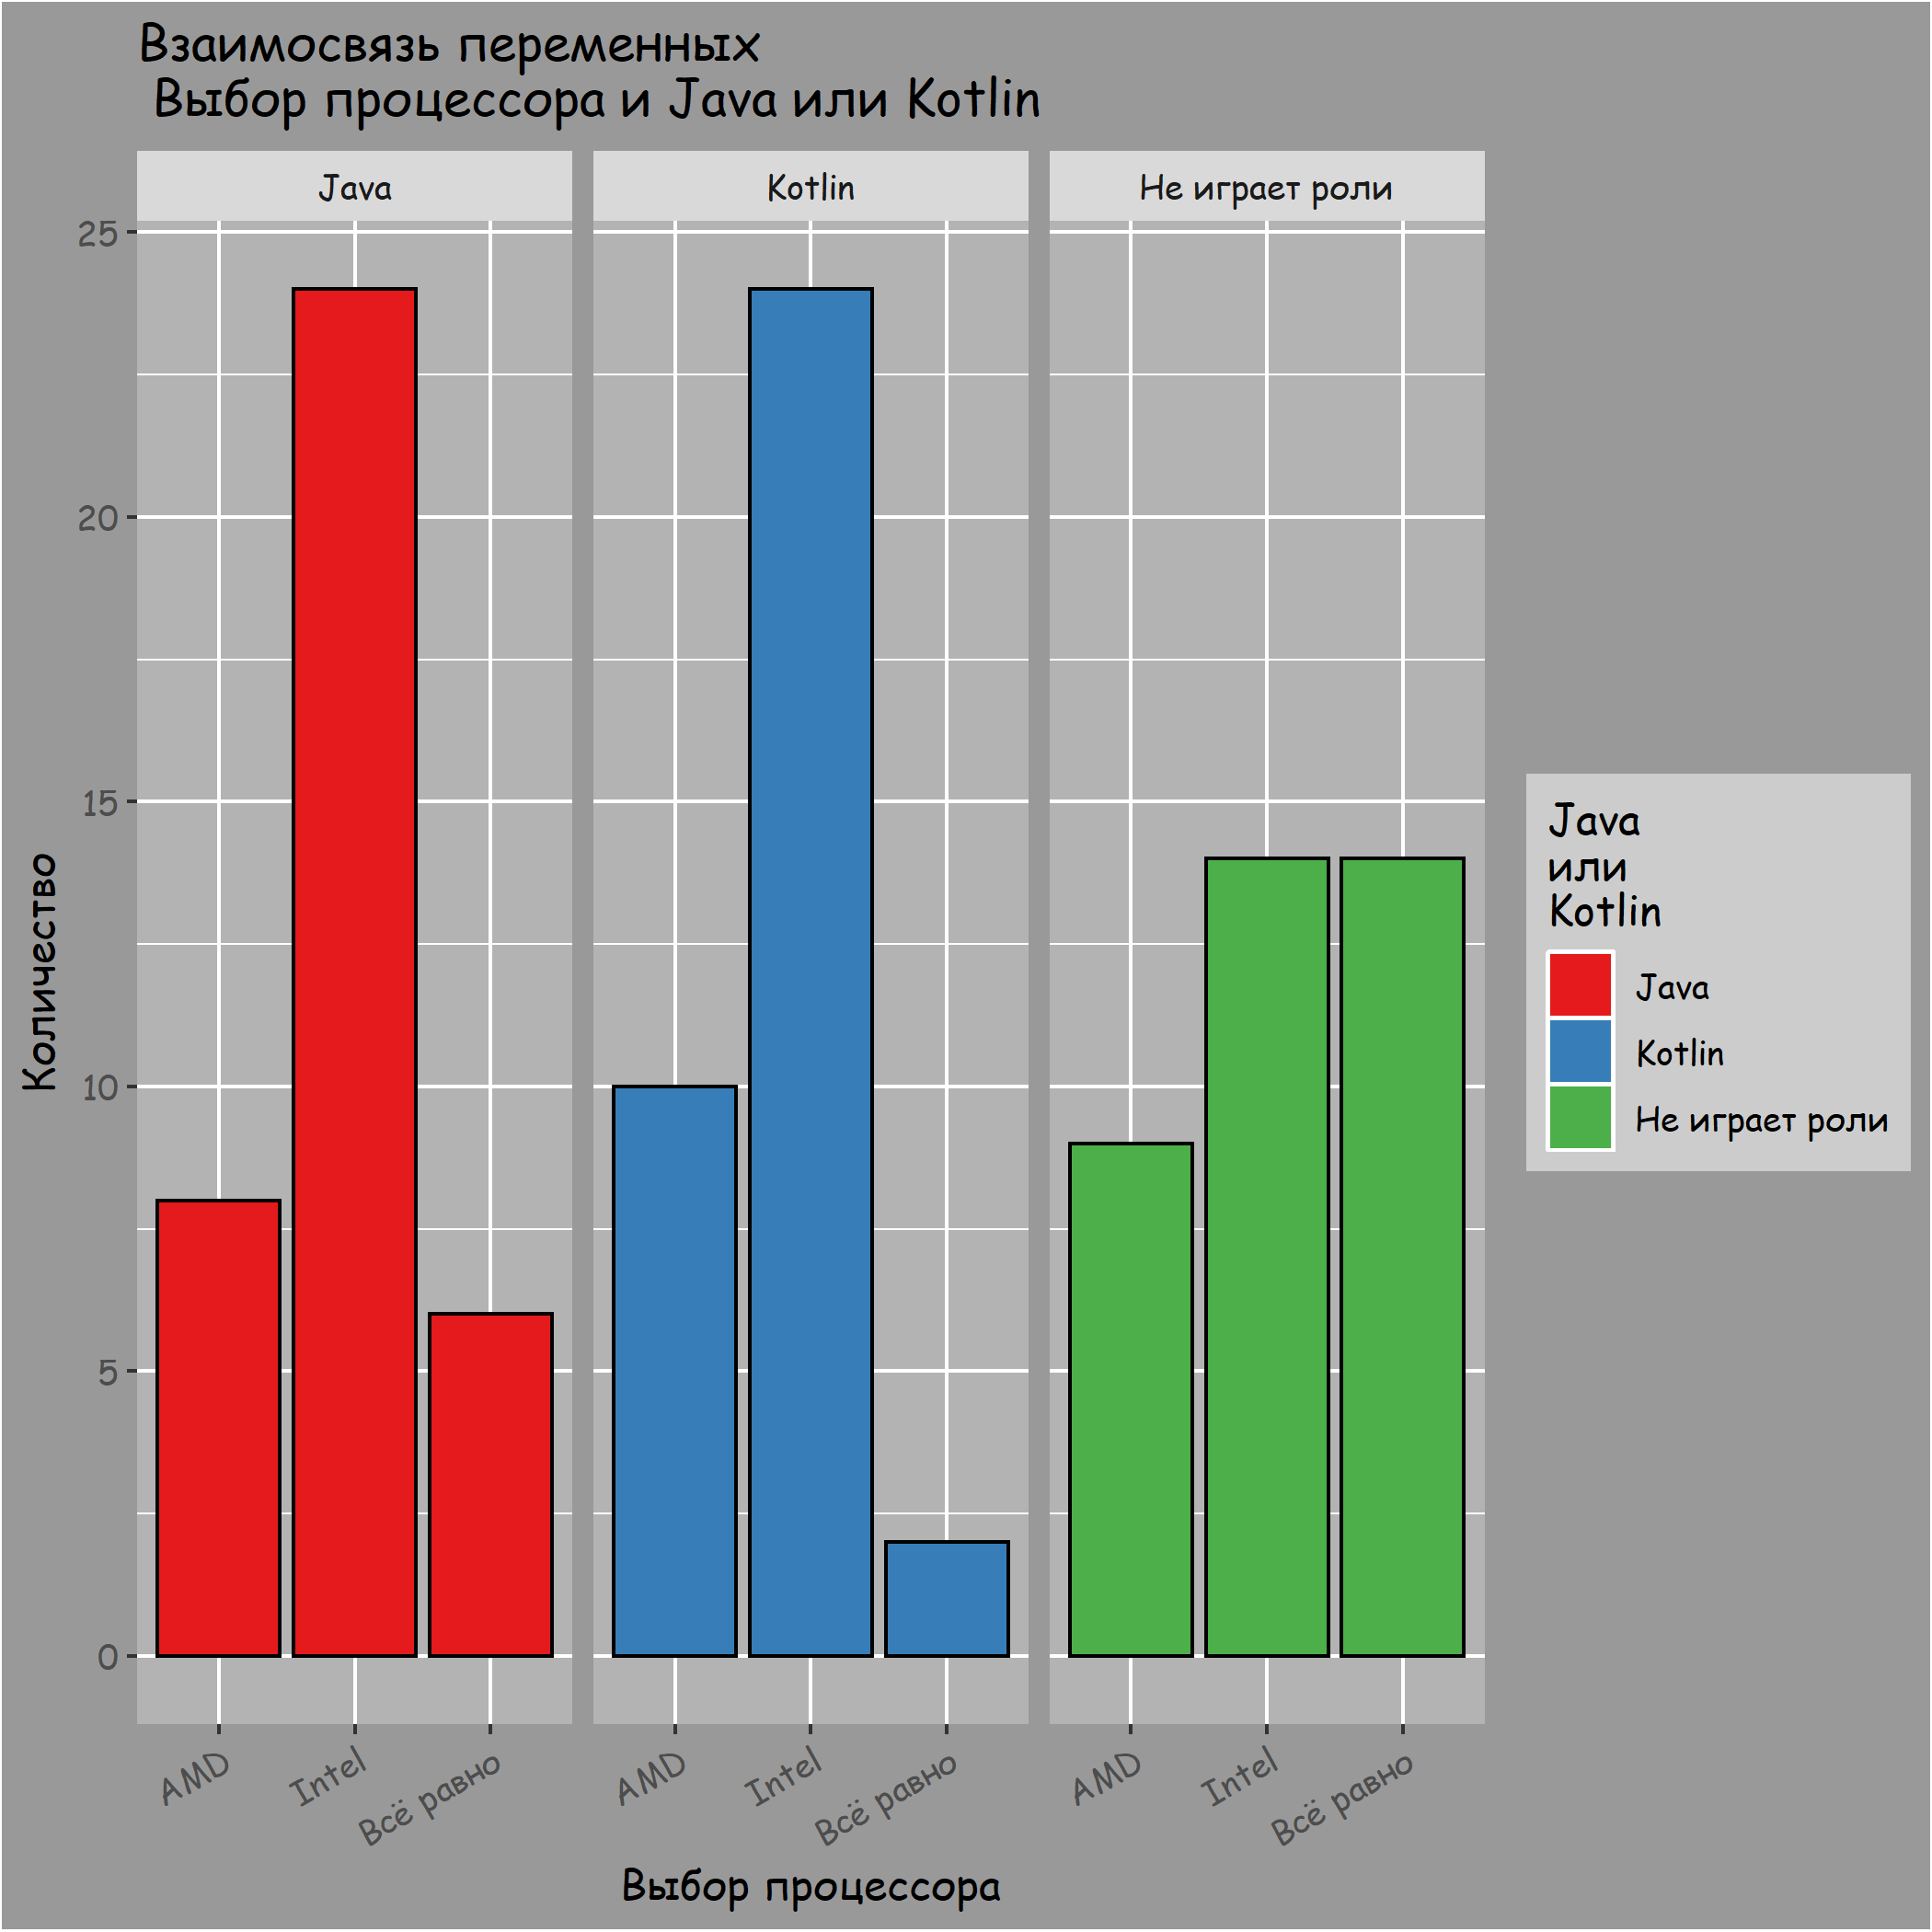 Взаимосвязь переменных
Выбор процессора и Java или Kotlin
Java
Kotlin
Не играет роли
25
20
15
10
5
0
Количество
AMD
Intel
Всё равно
AMD
Intel
Всё равно
AMD
Intel
Всё равно
Выбор процессора
Java
или
Kotlin
Java
Kotlin
Не играет роли